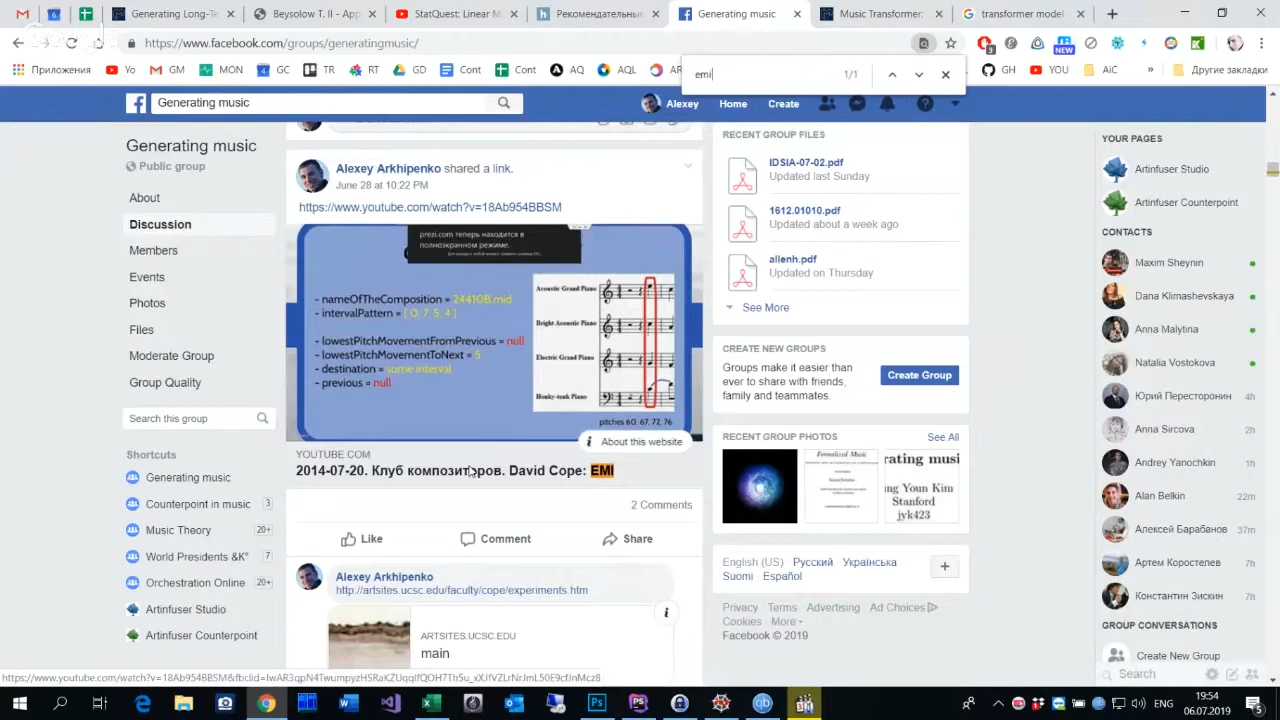 Generating Long-Te
Beysolow T. II - App
StatQuest: Linear M
Рекомендательные
Generating music
Music Transformer:
transformer model
https://www.facebook.com/groups/generatingmusic/
Приложения
Yo
GM
MON
GC
TR
RT
GD
Cont
Cont
AQ
AQL
AR
emi
1/1
NEW
GH
YOU
AiC
»
Другие закладки
Generating music
Alexey
Home
Create
Generating music
Public group
About
Discussion
Members
Events
Photos
Files
Moderate Group
Group Quality
Search this group
Shortcuts
Generating music
Counterpoint in music 3
Music Theory 20+
World Presidents &K° 7
Orchestration Online 20+
Artinfuser Studio
Artinfuser Counterpoint
Alexey Arkhipenko shared a link.
June 28 at 10:22 PM
https://www.youtube.com/watch?v=18Ab954BBSM
prezi.com теперь находится в
полноэкранном режиме.
- nameOfTheComposition = 24410B.mid
- intervalPattern = [ 0, 7, 5, 4 ]
- lowestPitchMovementFromPrevious = null
- lowestPitchMovementToNext = 5
- destination = some interval
- previous = null
Acoustic Grand Piano
Bright Acoustic Piano
Electric Grand Piano
Honky-tonk Piano
pitches 60, 67, 72, 76
About this website
YOUTUBE.COM
2014-07-20. Клуб композиторов. David Cope: EMI
2 Comments
Like
Comment
Share
Alexey Arkhipenko
http://artsites.ucsc.edu/faculty/cope/experiments.htm
ARTSITES.UCSC.EDU
main
RECENT GROUP FILES
IDSIA-07-02.pdf
Updated last Sunday
1612.01010.pdf
Updated about a week ago
allenh.pdf
Updated on Thursday
See More
CREATE NEW GROUPS
Groups make it easier than
ever to share with friends,
family and teammates.
Create Group
RECENT GROUP PHOTOS
See All
Formalized Music
erating musi
ng Youn Kim
Stanford
jyk423
English (US) Русский Українська
Suomi Español
Privacy Terms Advertising Ad Choices
Cookies More
Facebook © 2019
YOUR PAGES
Artinfuser Studio
Artinfuser Counterpoint
CONTACTS
Maxim Sheynin
Dana Klimashevskaya
Anna Malytina
Natalia Vostokova
Юрий Пересторонин 4h
Anna Sircova 2h
Andrey Yanochkin 1h
Alan Belkin 22m
Алексей Барабанов 37m
Артем Коростелев 7h
Константин Зискин 7h
GROUP CONVERSATIONS
Create New Group
Search
ENG
19:54
06.07.2019
5